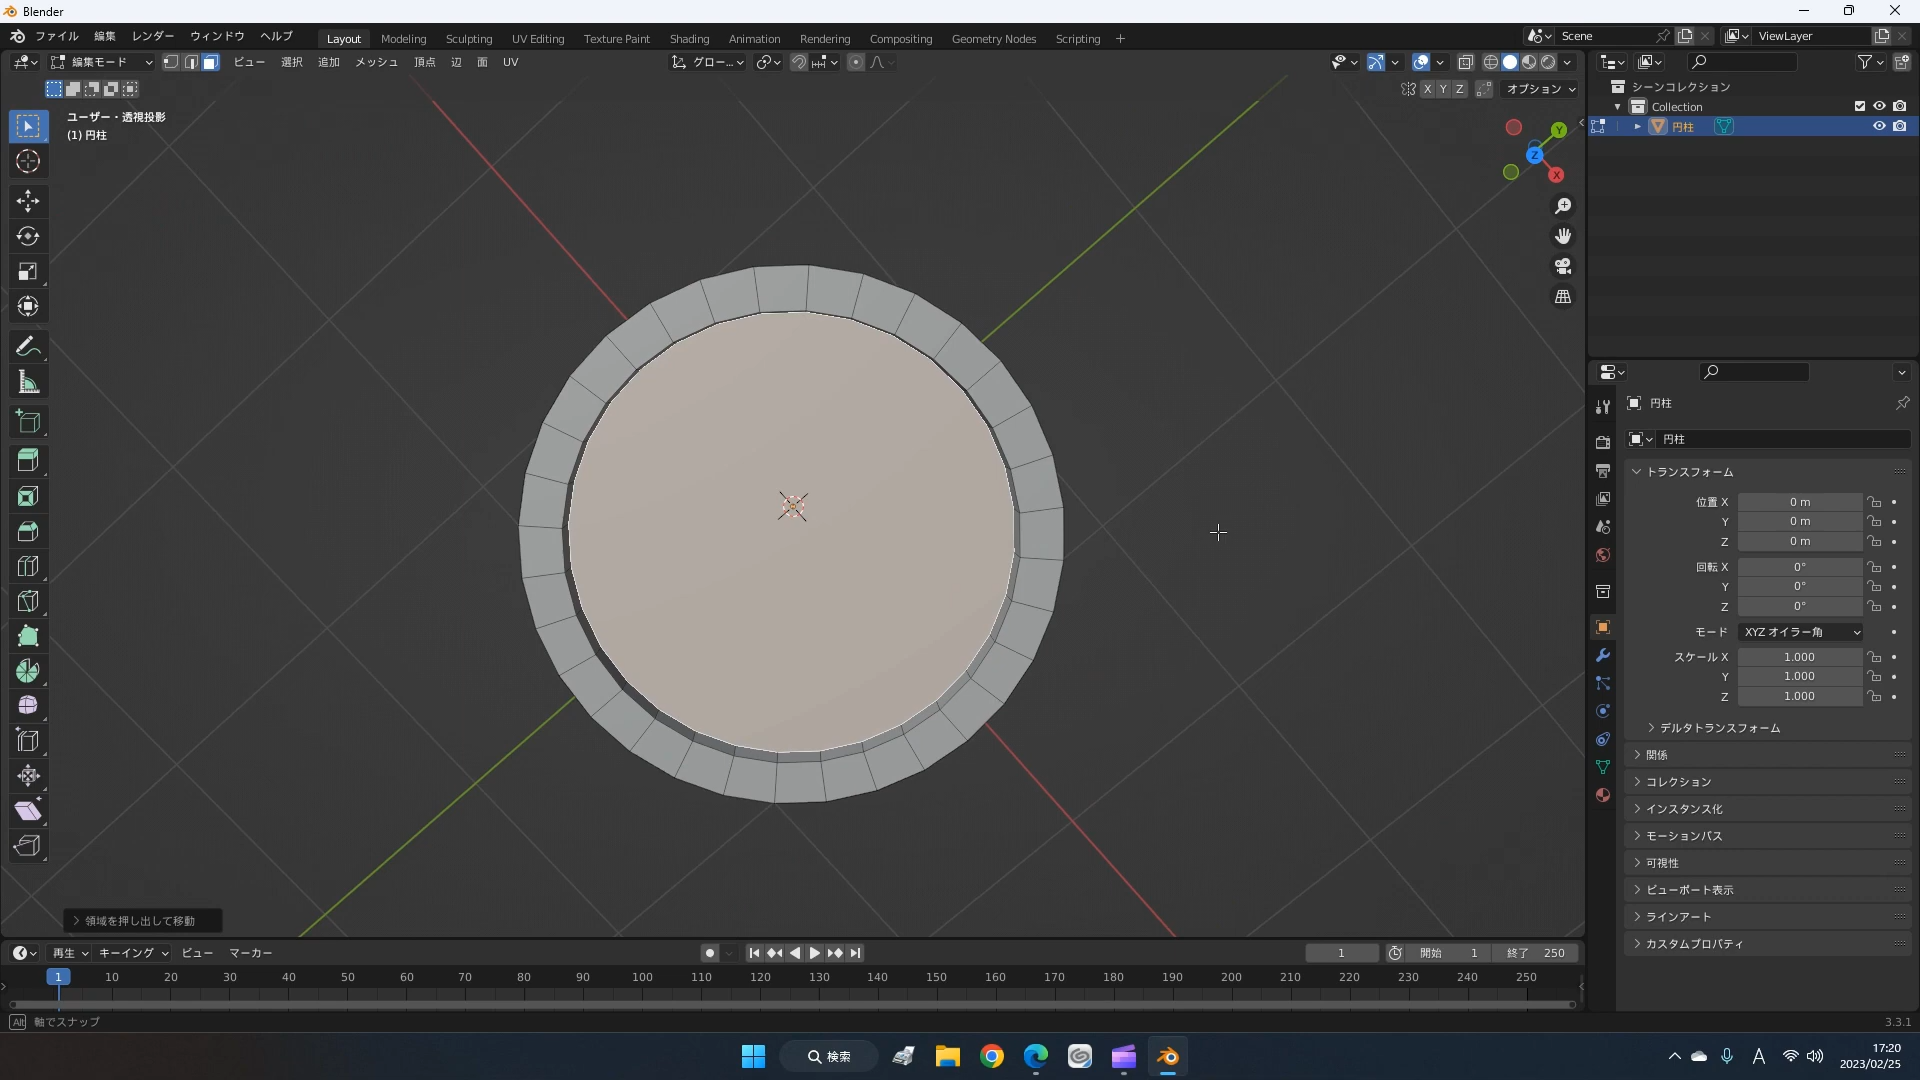 Blender
ファイル 編集 レンダー ウィンドウ ヘルプ Layout Modeling Sculpting UV Editing Texture Paint Shading Animation Rendering Compositing Geometry Nodes Scripting + Scene ViewLayer
編集モード ビュー 選択 追加 メッシュ 頂点 辺 面 UV グロー...
X Y Z オプション
ユーザー・透視投影
(1) 円柱
Y
Z
X
シーンコレクション
Collection
円柱
円柱
円柱
トランスフォーム
位置 X 0 m
Y 0 m
Z 0 m
回転 X 0°
Y 0°
Z 0°
モード XYZ オイラー角
スケール X 1.000
Y 1.000
Z 1.000
デルタトランスフォーム
関係
コレクション
インスタンス化
モーションパス
可視性
ビューポート表示
ラインアート
カスタムプロパティ
領域を押し出して移動
再生 キーイング ビュー マーカー 1 開始 1 終了 250
1 10 20 30 40 50 60 70 80 90 100 110 120 130 140 150 160 170 180 190 200 210 220 230 240 250
Alt 軸でスナップ 3.3.1
検索 A 17:20
2023/02/25